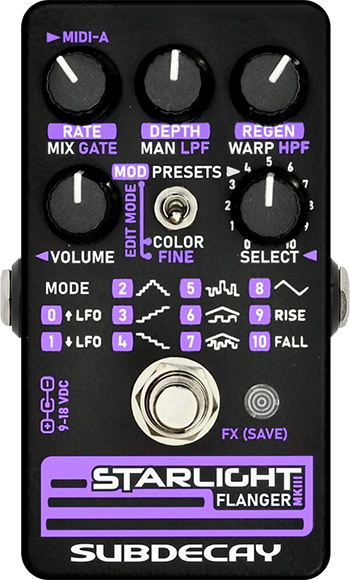 ▶MIDI-A
RATE DEPTH REGEN
MIX GATE MAN LPF WARP HPF
MOD PRESETS▶
EDIT MODE
COLOR
FINE
0 1 2 3 4 5 6 7 8 9 10
◀VOLUME SELECT◀
MODE 2 5 8
0 ↑LFO 3 6 9 RISE
1 ↓LFO 4 7 10 FALL
9-18 VDC
FX (SAVE)
STARLIGHT
FLANGER MKIII
SUBDECAY